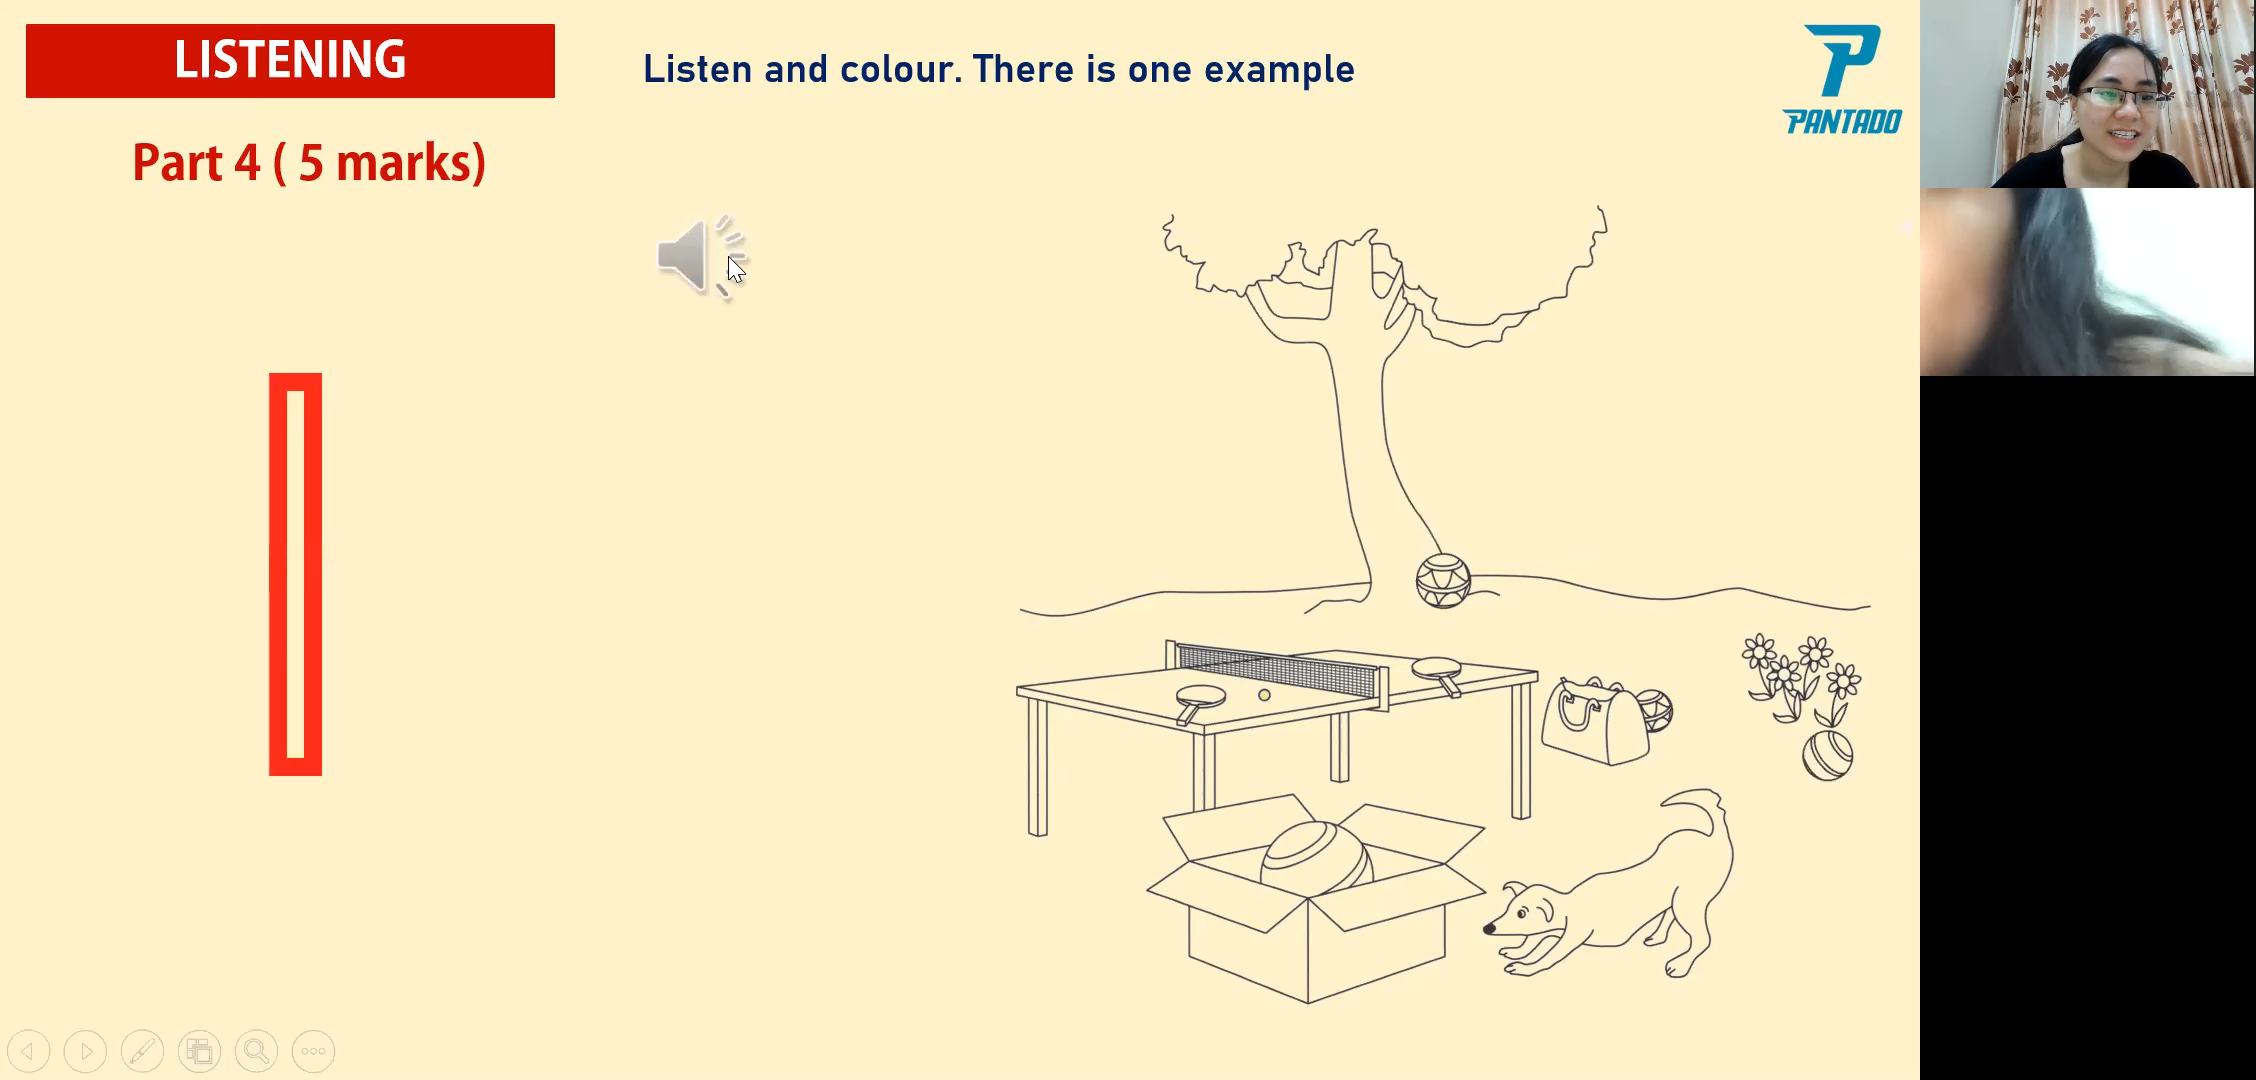 LISTENING
Listen and colour. There is one example
PANTADO
Part 4 ( 5 marks)